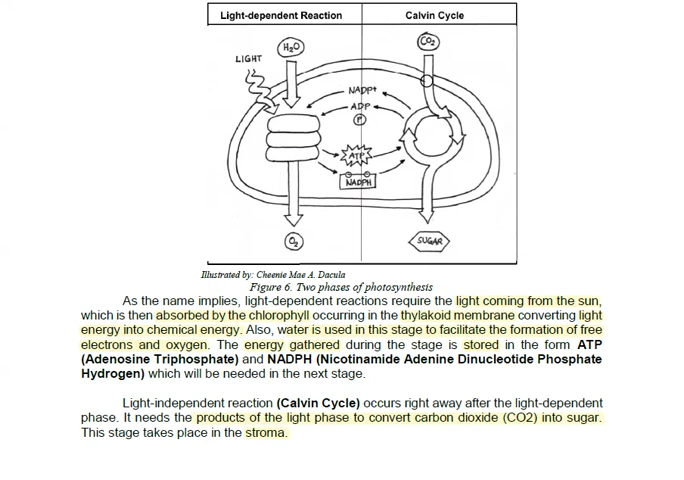 Light-dependent Reaction Calvin Cycle
H₂O CO₂
LIGHT
NADP+
ADP
P
ATP
NADPH
O₂ SUGAR
Illustrated by: Cheenie Mae A. Dacula
Figure 6. Two phases of photosynthesis
As the name implies, light-dependent reactions require the light coming from the sun,
which is then absorbed by the chlorophyll occurring in the thylakoid membrane converting light
energy into chemical energy. Also, water is used in this stage to facilitate the formation of free
electrons and oxygen. The energy gathered during the stage is stored in the form ATP
(Adenosine Triphosphate) and NADPH (Nicotinamide Adenine Dinucleotide Phosphate
Hydrogen) which will be needed in the next stage.
Light-independent reaction (Calvin Cycle) occurs right away after the light-dependent
phase. It needs the products of the light phase to convert carbon dioxide (CO2) into sugar.
This stage takes place in the stroma.